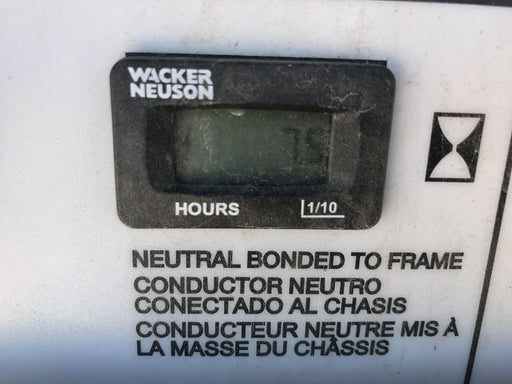 WACKER
NEUSON
HOURS 1/10
NEUTRAL BONDED TO FRAME
CONDUCTOR NEUTRO
CONECTADO AL CHASIS
CONDUCTEUR NEUTRE MIS À
LA MASSE DU CHÂSSIS